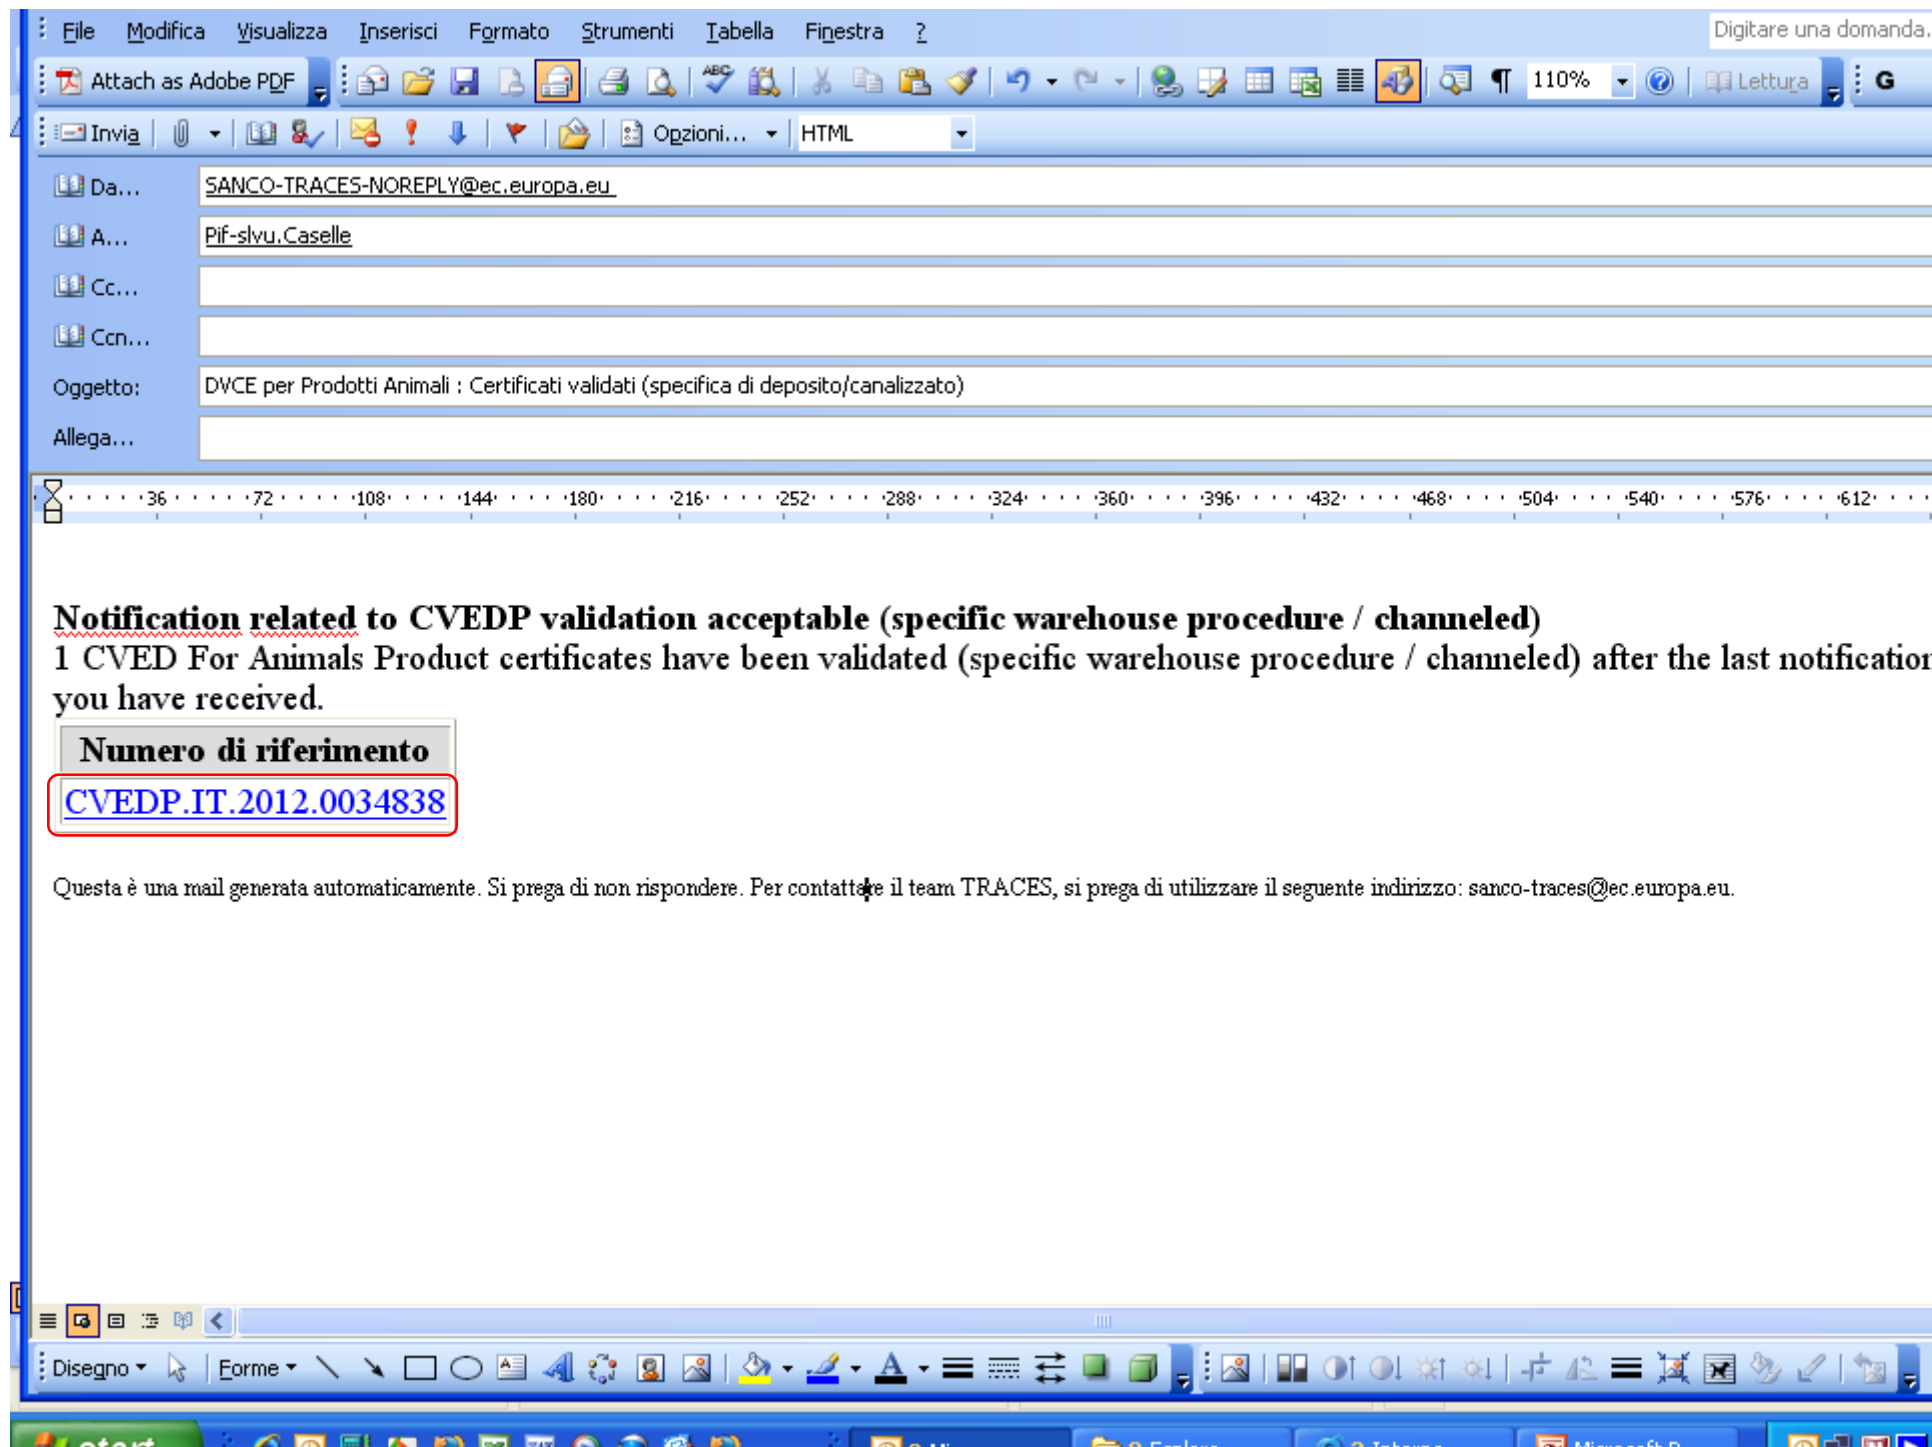 File Modifica Visualizza Inserisci Formato Strumenti Tabella Finestra ? Digitare una domanda.
Attach as Adobe PDF 110% Lettura G
Invia Opzioni... HTML
Da... SANCO-TRACES-NOREPLY@ec.europa.eu
A... Pif-slvu.Caselle
Cc...
Ccn...
Oggetto: DVCE per Prodotti Animali : Certificati validati (specifica di deposito/canalizzato)
Allega...
36 72 108 144 180 216 252 288 324 360 396 432 468 504 540 576 612
Notification related to CVEDP validation acceptable (specific warehouse procedure / channeled)
1 CVED For Animals Product certificates have been validated (specific warehouse procedure / channeled) after the last notification
you have received.
Numero di riferimento
CVEDP.IT.2012.0034838
Questa è una mail generata automaticamente. Si prega di non rispondere. Per contattare il team TRACES, si prega di utilizzare il seguente indirizzo: sanco-traces@ec.europa.eu.
Disegno Forme
start